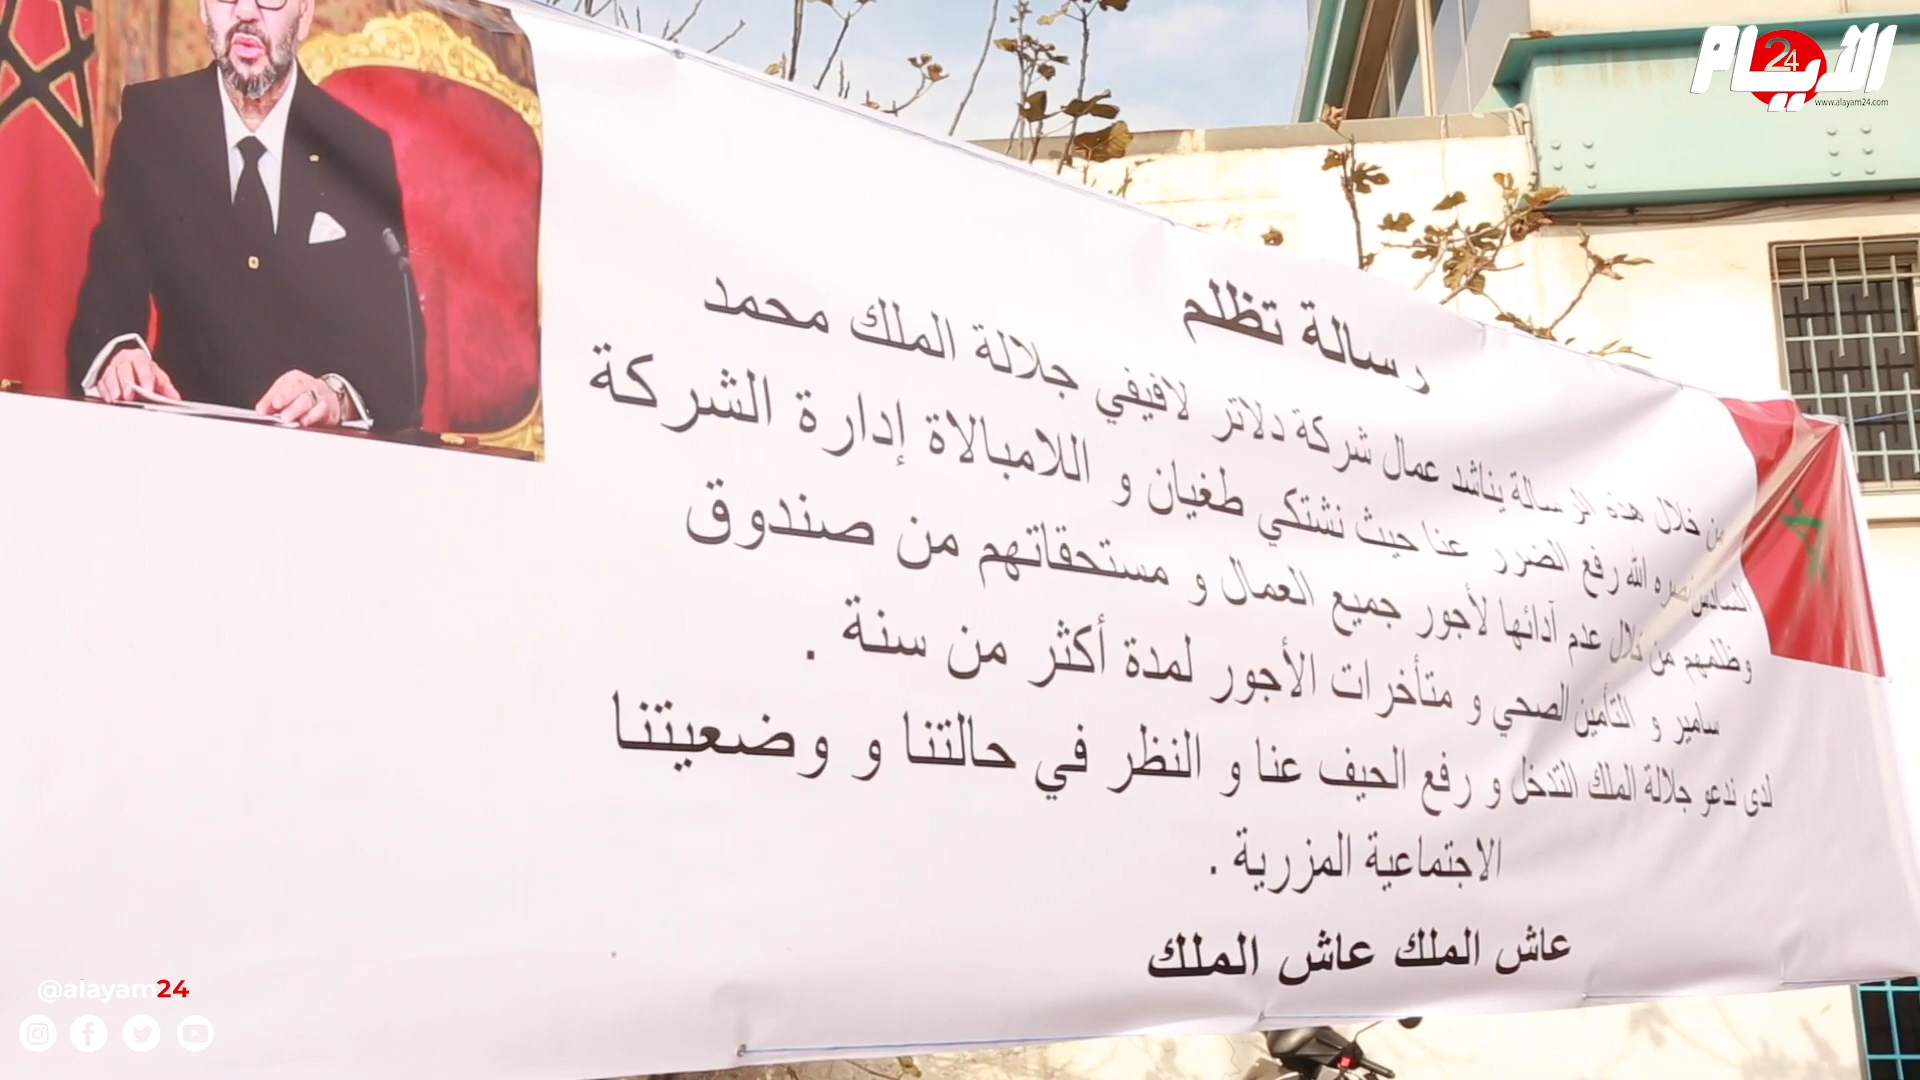 الأيام 24
www.alayam24.com
رسالة تظلم
من خلال هذه الرسالة يناشد عمال شركة دلاتر لافيفي جلالة الملك محمد
السادس نصره الله رفع الضرر عنا حيث نشتكي طغيان و اللامبالاة إدارة الشركة
وظلمهم من خلال عدم آدائها لأجور جميع العمال و مستحقاتهم من صندوق
سامير و التأمين الصحي و متأخرات الأجور لمدة أكثر من سنة .
لدى ندعو جلالة الملك التدخل و رفع الحيف عنا و النظر في حالتنا و وضعيتنا
الاجتماعية المزرية .
عاش الملك عاش الملك
@alayam24